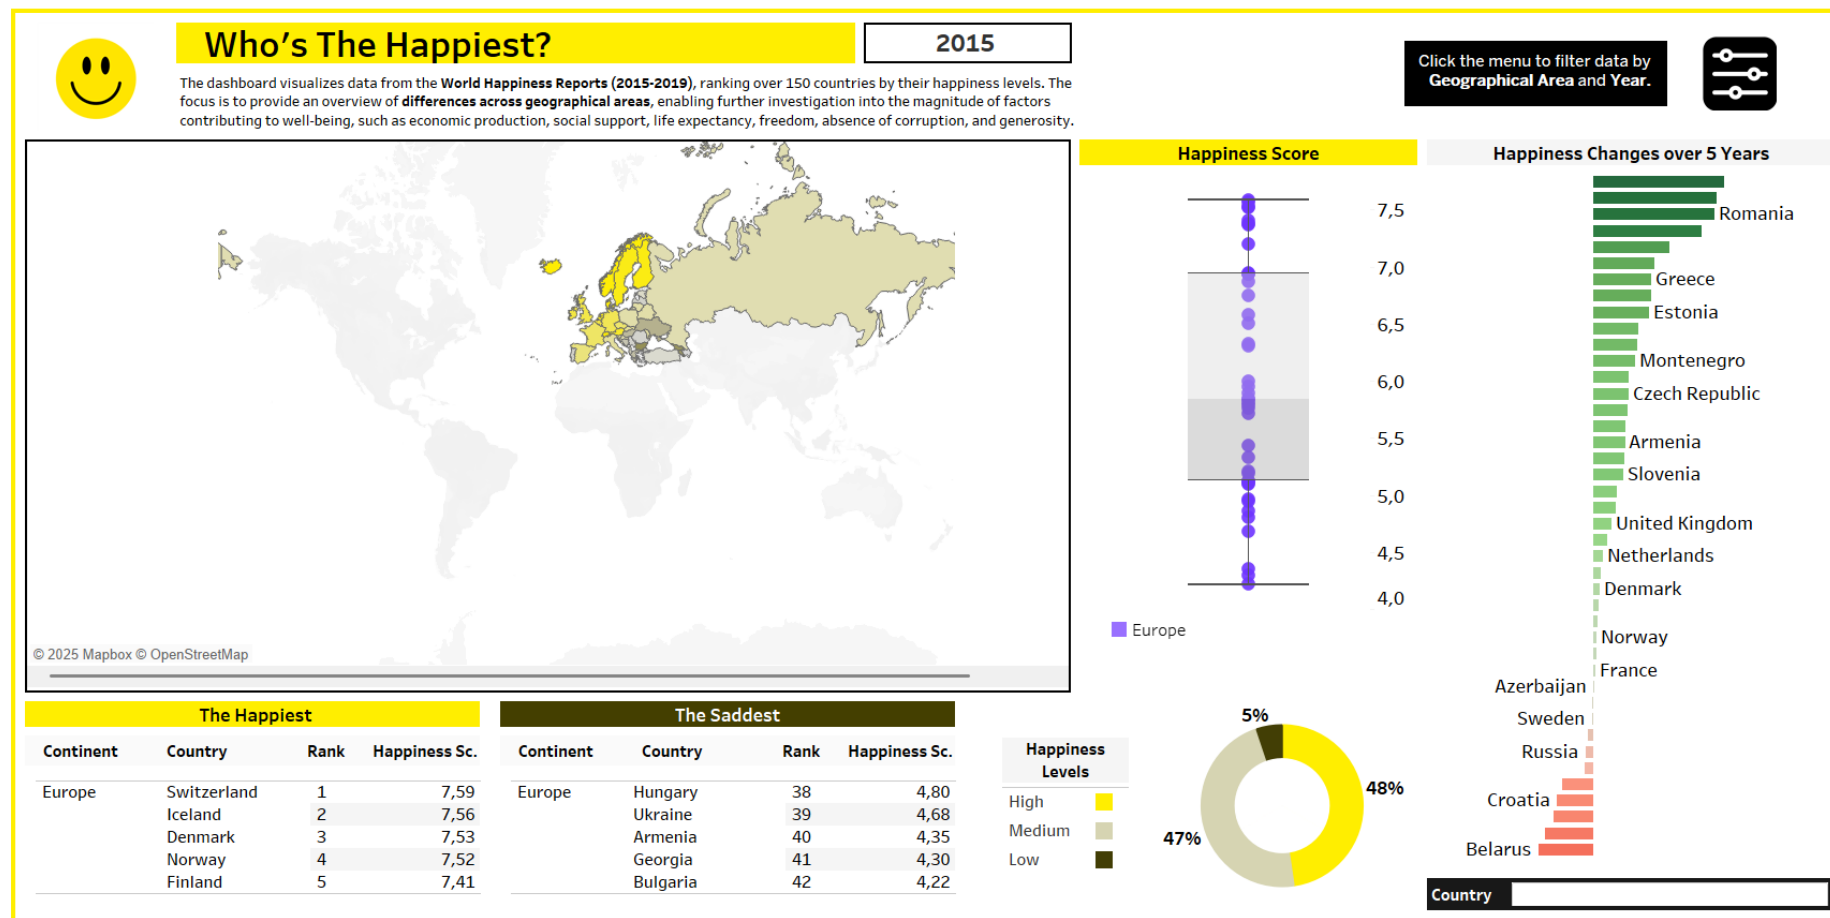 Who's The Happiest?
2015
The dashboard visualizes data from the World Happiness Reports (2015-2019), ranking over 150 countries by their happiness levels. The
focus is to provide an overview of differences across geographical areas, enabling further investigation into the magnitude of factors
contributing to well-being, such as economic production, social support, life expectancy, freedom, absence of corruption, and generosity.
Click the menu to filter data by
Geographical Area and Year.
© 2025 Mapbox © OpenStreetMap
Happiness Score
7,5
7,0
6,5
6,0
5,5
5,0
4,5
4,0
Europe
Happiness Changes over 5 Years
Romania
Greece
Estonia
Montenegro
Czech Republic
Armenia
Slovenia
United Kingdom
Netherlands
Denmark
Norway
France
Azerbaijan
Sweden
Russia
Croatia
Belarus
The Happiest
Continent Country Rank Happiness Sc.
Europe Switzerland 1 7,59
Iceland 2 7,56
Denmark 3 7,53
Norway 4 7,52
Finland 5 7,41
The Saddest
Continent Country Rank Happiness Sc.
Europe Hungary 38 4,80
Ukraine 39 4,68
Armenia 40 4,35
Georgia 41 4,30
Bulgaria 42 4,22
Happiness
Levels
High
Medium
Low
5%
48%
47%
Country